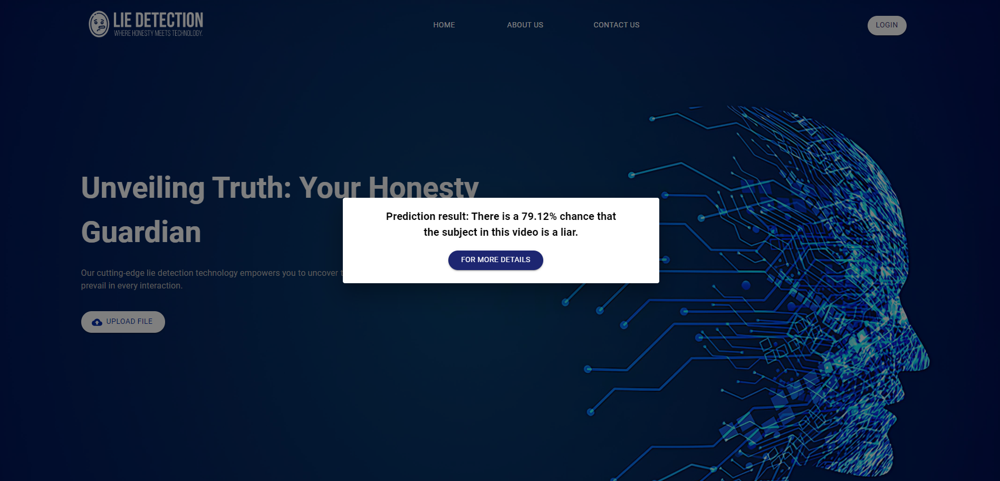 LIE DETECTION
WHERE HONESTY MEETS TECHNOLOGY.
HOME
ABOUT US
CONTACT US
LOGIN
Unveiling Truth: Your Honesty
Guardian
Our cutting-edge lie detection technology empowers you to uncover
prevail in every interaction.
UPLOAD FILE
Prediction result: There is a 79.12% chance that
the subject in this video is a liar.
FOR MORE DETAILS